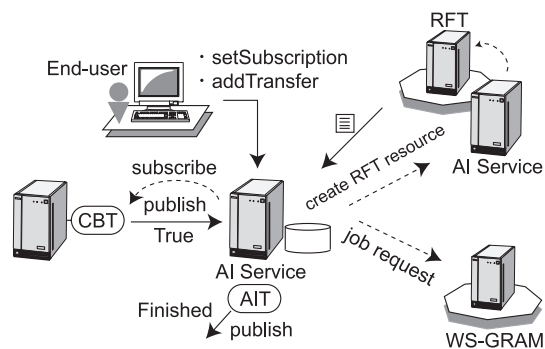 RFT
End-user
· setSubscription
· addTransfer
AI Service
create RFT resource
subscribe
publish
CBT
True
AI Service
job request
AIT
Finished
publish
WS-GRAM